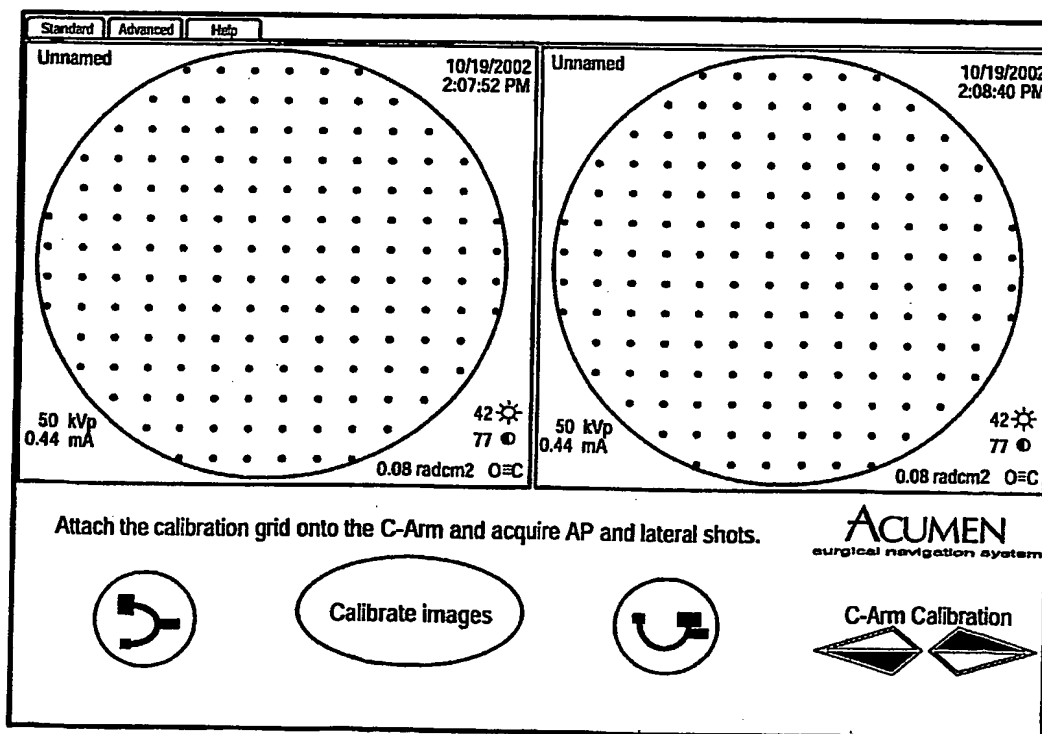 Standard Advanced Help
Unnamed
10/19/2002
2:07:52 PM
50 kVp
0.44 mA
42
77
0.08 radcm2 O≡C
Unnamed
10/19/2002
2:08:40 PM
50 kVp
0.44 mA
42
77
0.08 radcm2 O≡C
Attach the calibration grid onto the C-Arm and acquire AP and lateral shots.
ACUMEN
surgical navigation system
Calibrate images
C-Arm Calibration